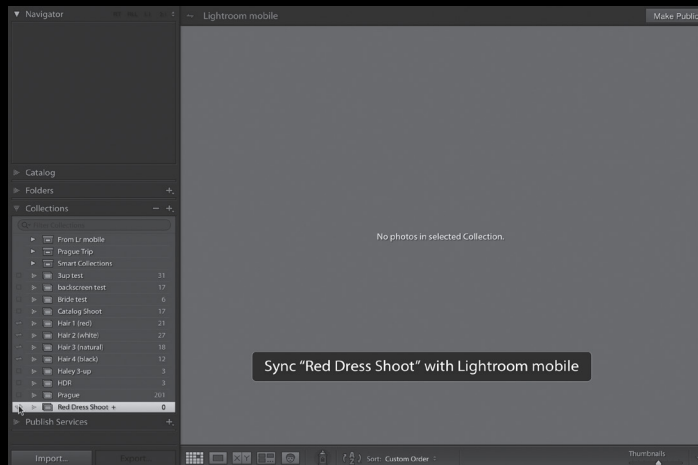 Navigator
Lightroom mobile
Make Public
Catalog
Folders
Collections
From Lr mobile
Prague Trip
Smart Collections
3up test 31
backscreen test 17
Bride test 6
Catalog Shoot 17
Hair 1 (red) 21
Hair 2 (white) 27
Hair 3 (natural) 18
Hair 4 (black) 12
Haley 3-up 3
HDR 3
Prague 201
Red Dress Shoot + 0
Publish Services
No photos in selected Collection.
Sync “Red Dress Shoot” with Lightroom mobile
Import...
Export...
XY
Sort: Custom Order
Thumbnails